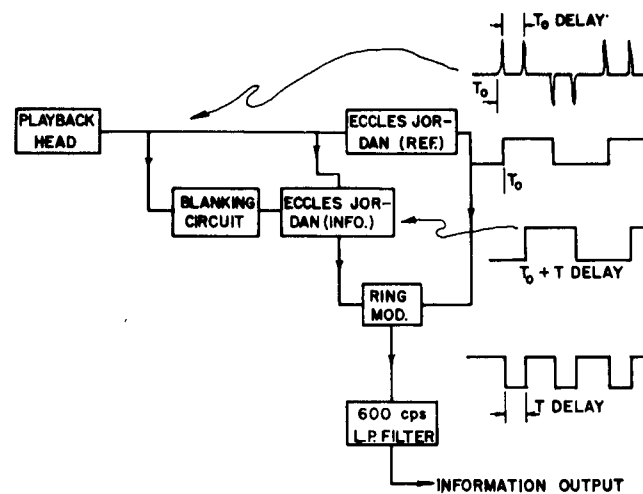 T₀ DELAY
T₀
PLAYBACK
HEAD
ECCLES JOR-
DAN (REF.)
T₀
BLANKING
CIRCUIT
ECCLES JOR-
DAN (INFO.)
T₀ + T DELAY
RING
MOD.
T DELAY
600 cps
L.P. FILTER
INFORMATION OUTPUT